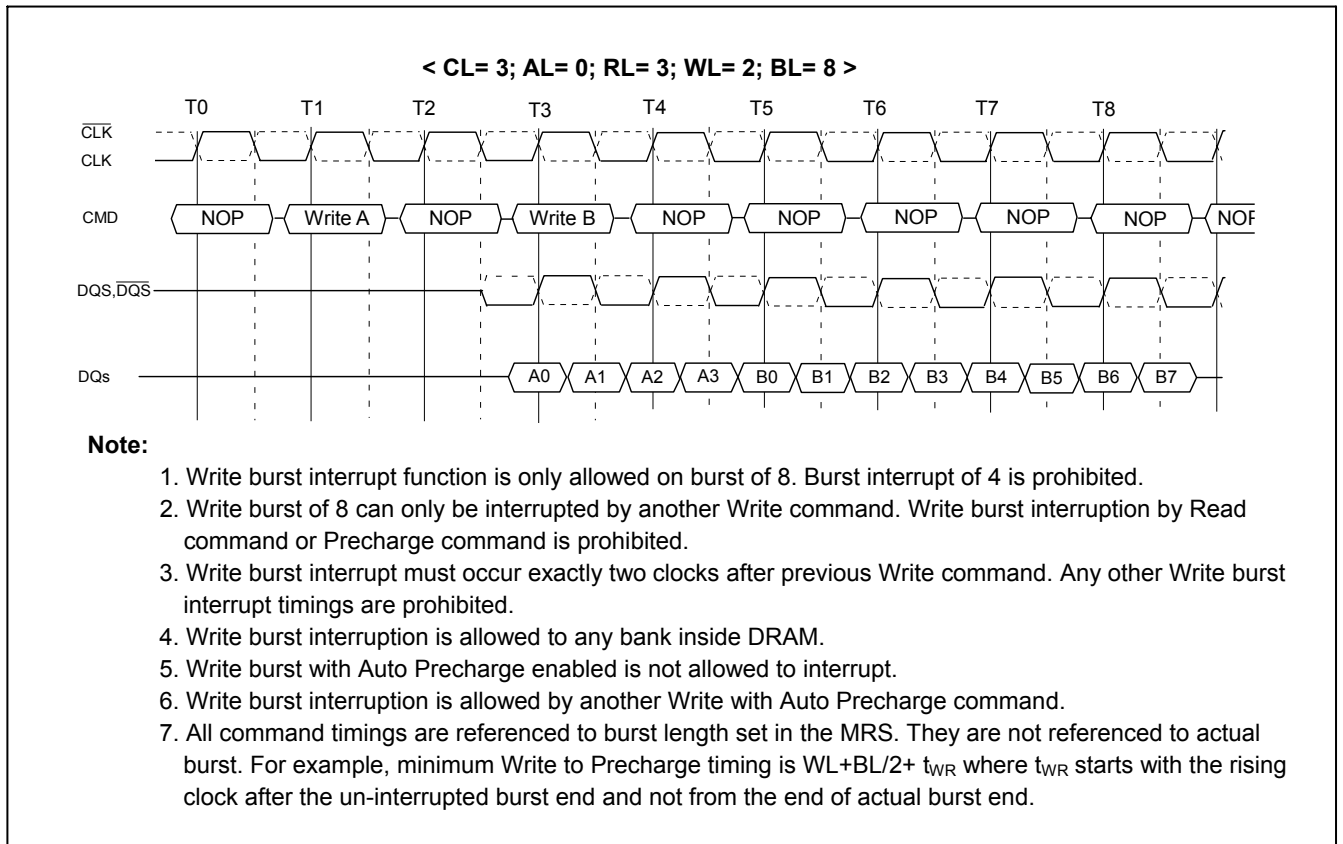 < CL= 3; AL= 0; RL= 3; WL= 2; BL= 8 >
T0 T1 T2 T3 T4 T5 T6 T7 T8
C̅L̅K̅
CLK
CMD NOP Write A NOP Write B NOP NOP NOP NOP NOP NOP
DQS,D̅Q̅S̅
DQs A0 A1 A2 A3 B0 B1 B2 B3 B4 B5 B6 B7
Note:
1. Write burst interrupt function is only allowed on burst of 8. Burst interrupt of 4 is prohibited.
2. Write burst of 8 can only be interrupted by another Write command. Write burst interruption by Read
command or Precharge command is prohibited.
3. Write burst interrupt must occur exactly two clocks after previous Write command. Any other Write burst
interrupt timings are prohibited.
4. Write burst interruption is allowed to any bank inside DRAM.
5. Write burst with Auto Precharge enabled is not allowed to interrupt.
6. Write burst interruption is allowed by another Write with Auto Precharge command.
7. All command timings are referenced to burst length set in the MRS. They are not referenced to actual
burst. For example, minimum Write to Precharge timing is WL+BL/2+ tWR where tWR starts with the rising
clock after the un-interrupted burst end and not from the end of actual burst end.